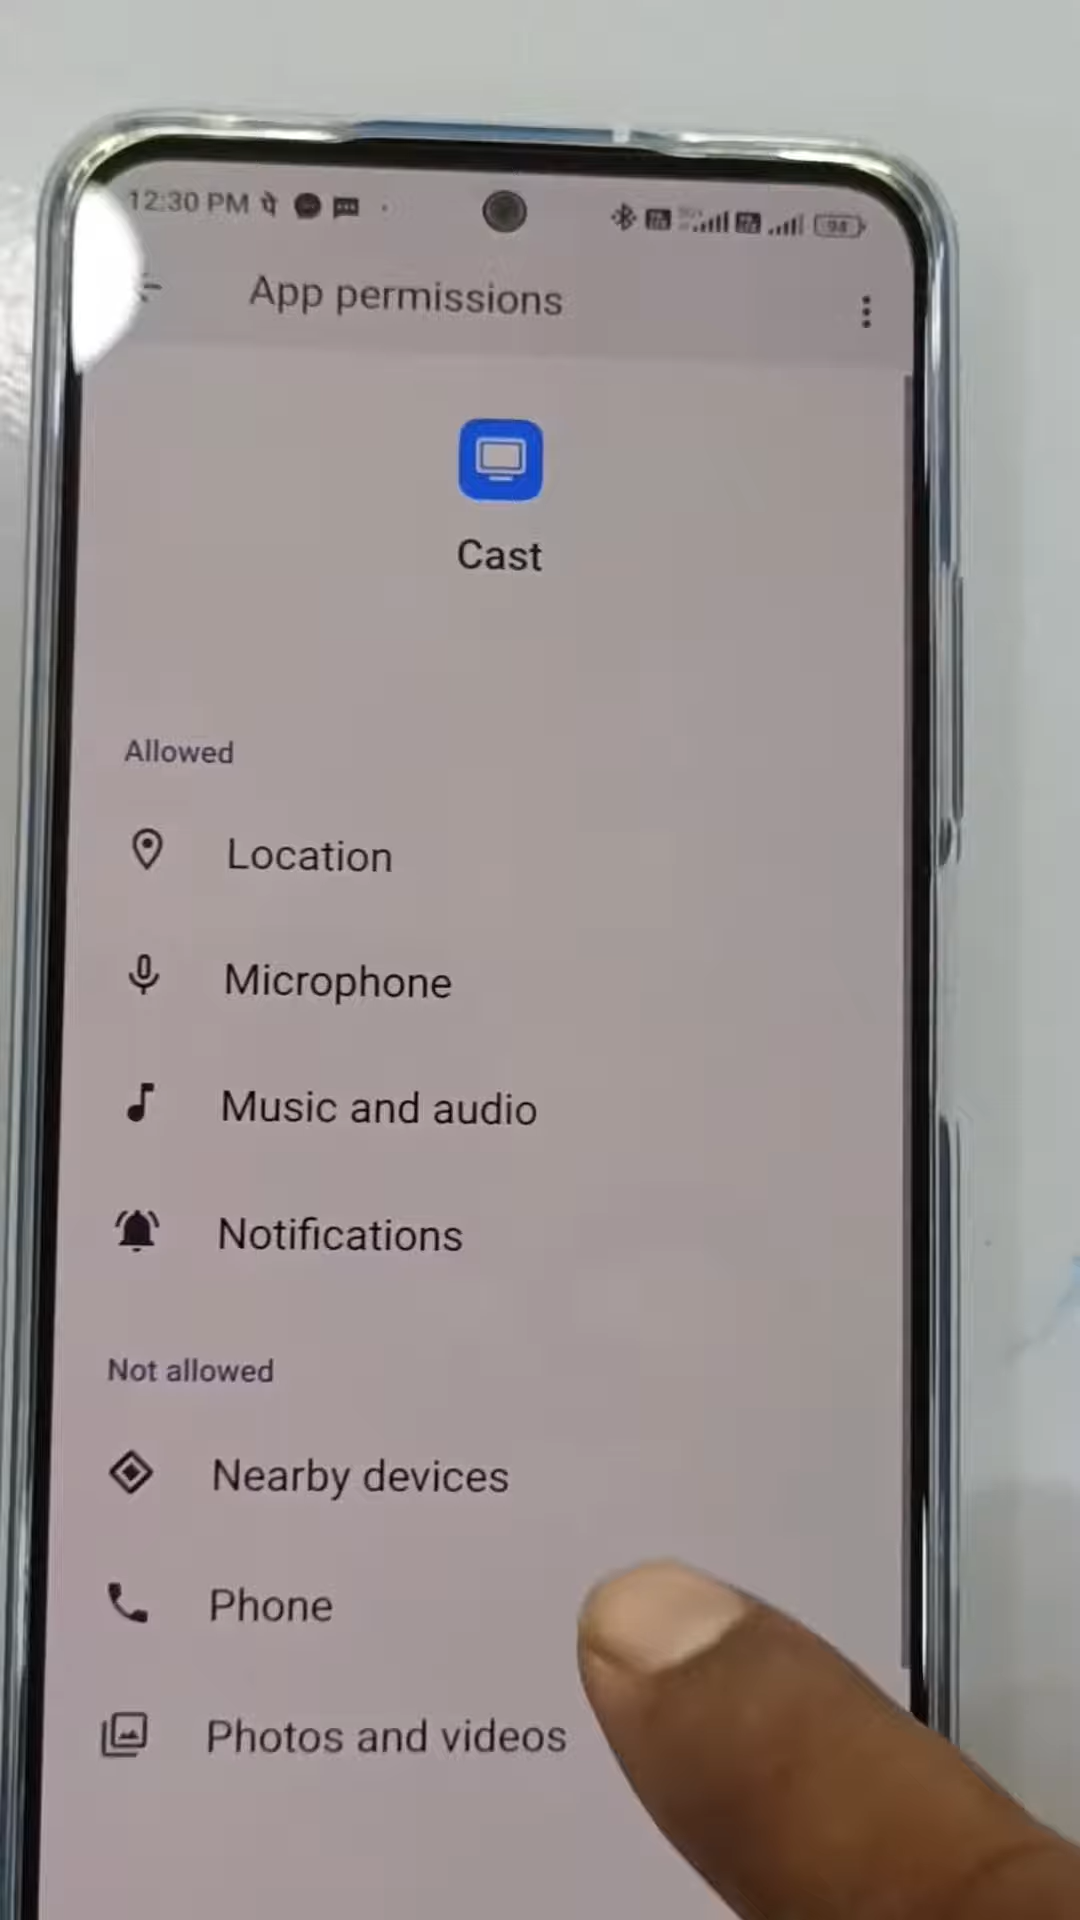 12:30 PM पे
94
App permissions
Cast
Allowed
Location
Microphone
Music and audio
Notifications
Not allowed
Nearby devices
Phone
Photos and videos